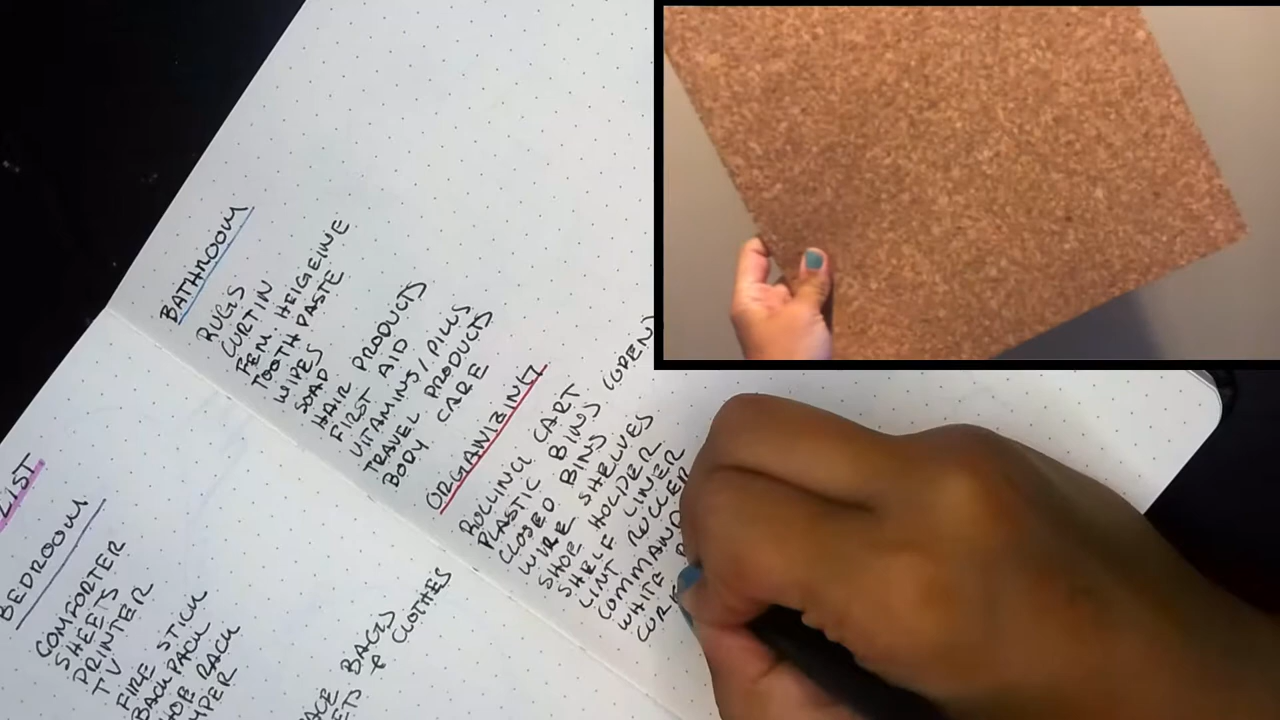 LIST
BEDROOM
COMFORTER
SHEETS
PRINTER
TV
FIRE STICK
BACK PACK
RACK
BAGS
& CLOTHES
BATHROOM
RUGS
CURTIN
FEM. HEIGEINE
TOOTH PASTE
WIPES
SOAP
HAIR PRODUCTS
FIRST AID
VITAMINS/PILLS
TRAVEL PRODUCTS
BODY CARE
ORGANIZING
ROLLING CART
PLASTIC BINS (OPEN)
CLOSED BINS
WIRE SHELVES
SHOE HOLDER
SHELF LINER
LINT ROLLER
COMMAND
WHITE